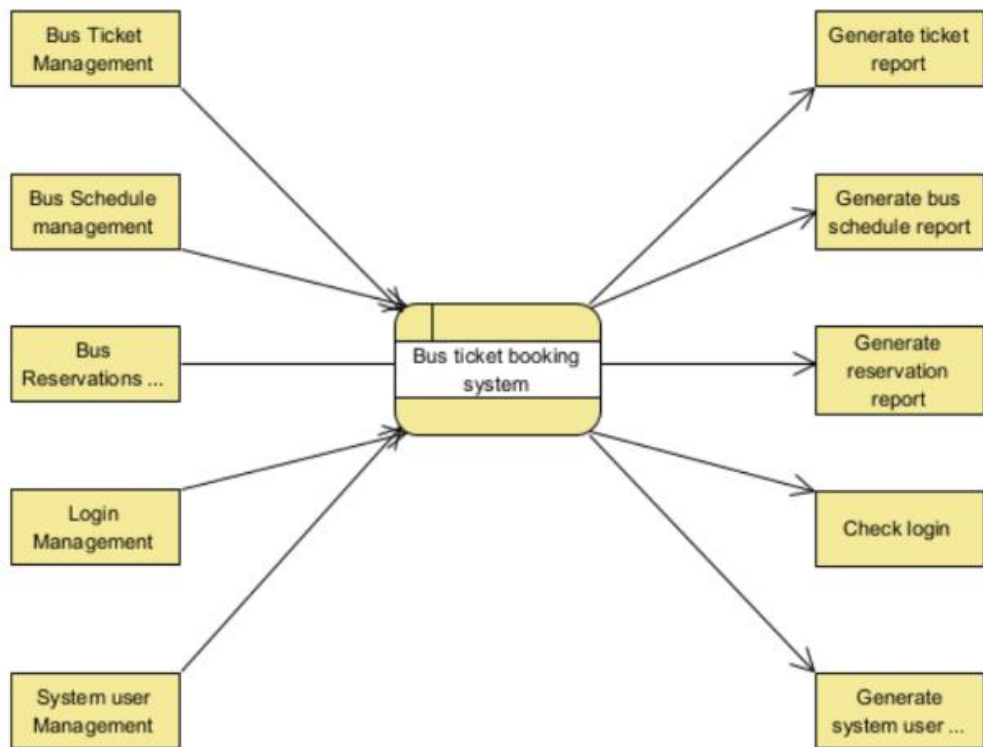 Bus Ticket
Management
Generate ticket
report
Bus Schedule
management
Generate bus
schedule report
Bus
Reservations ...
Bus ticket booking
system
Generate
reservation
report
Login
Management
Check login
System user
Management
Generate
system user ...